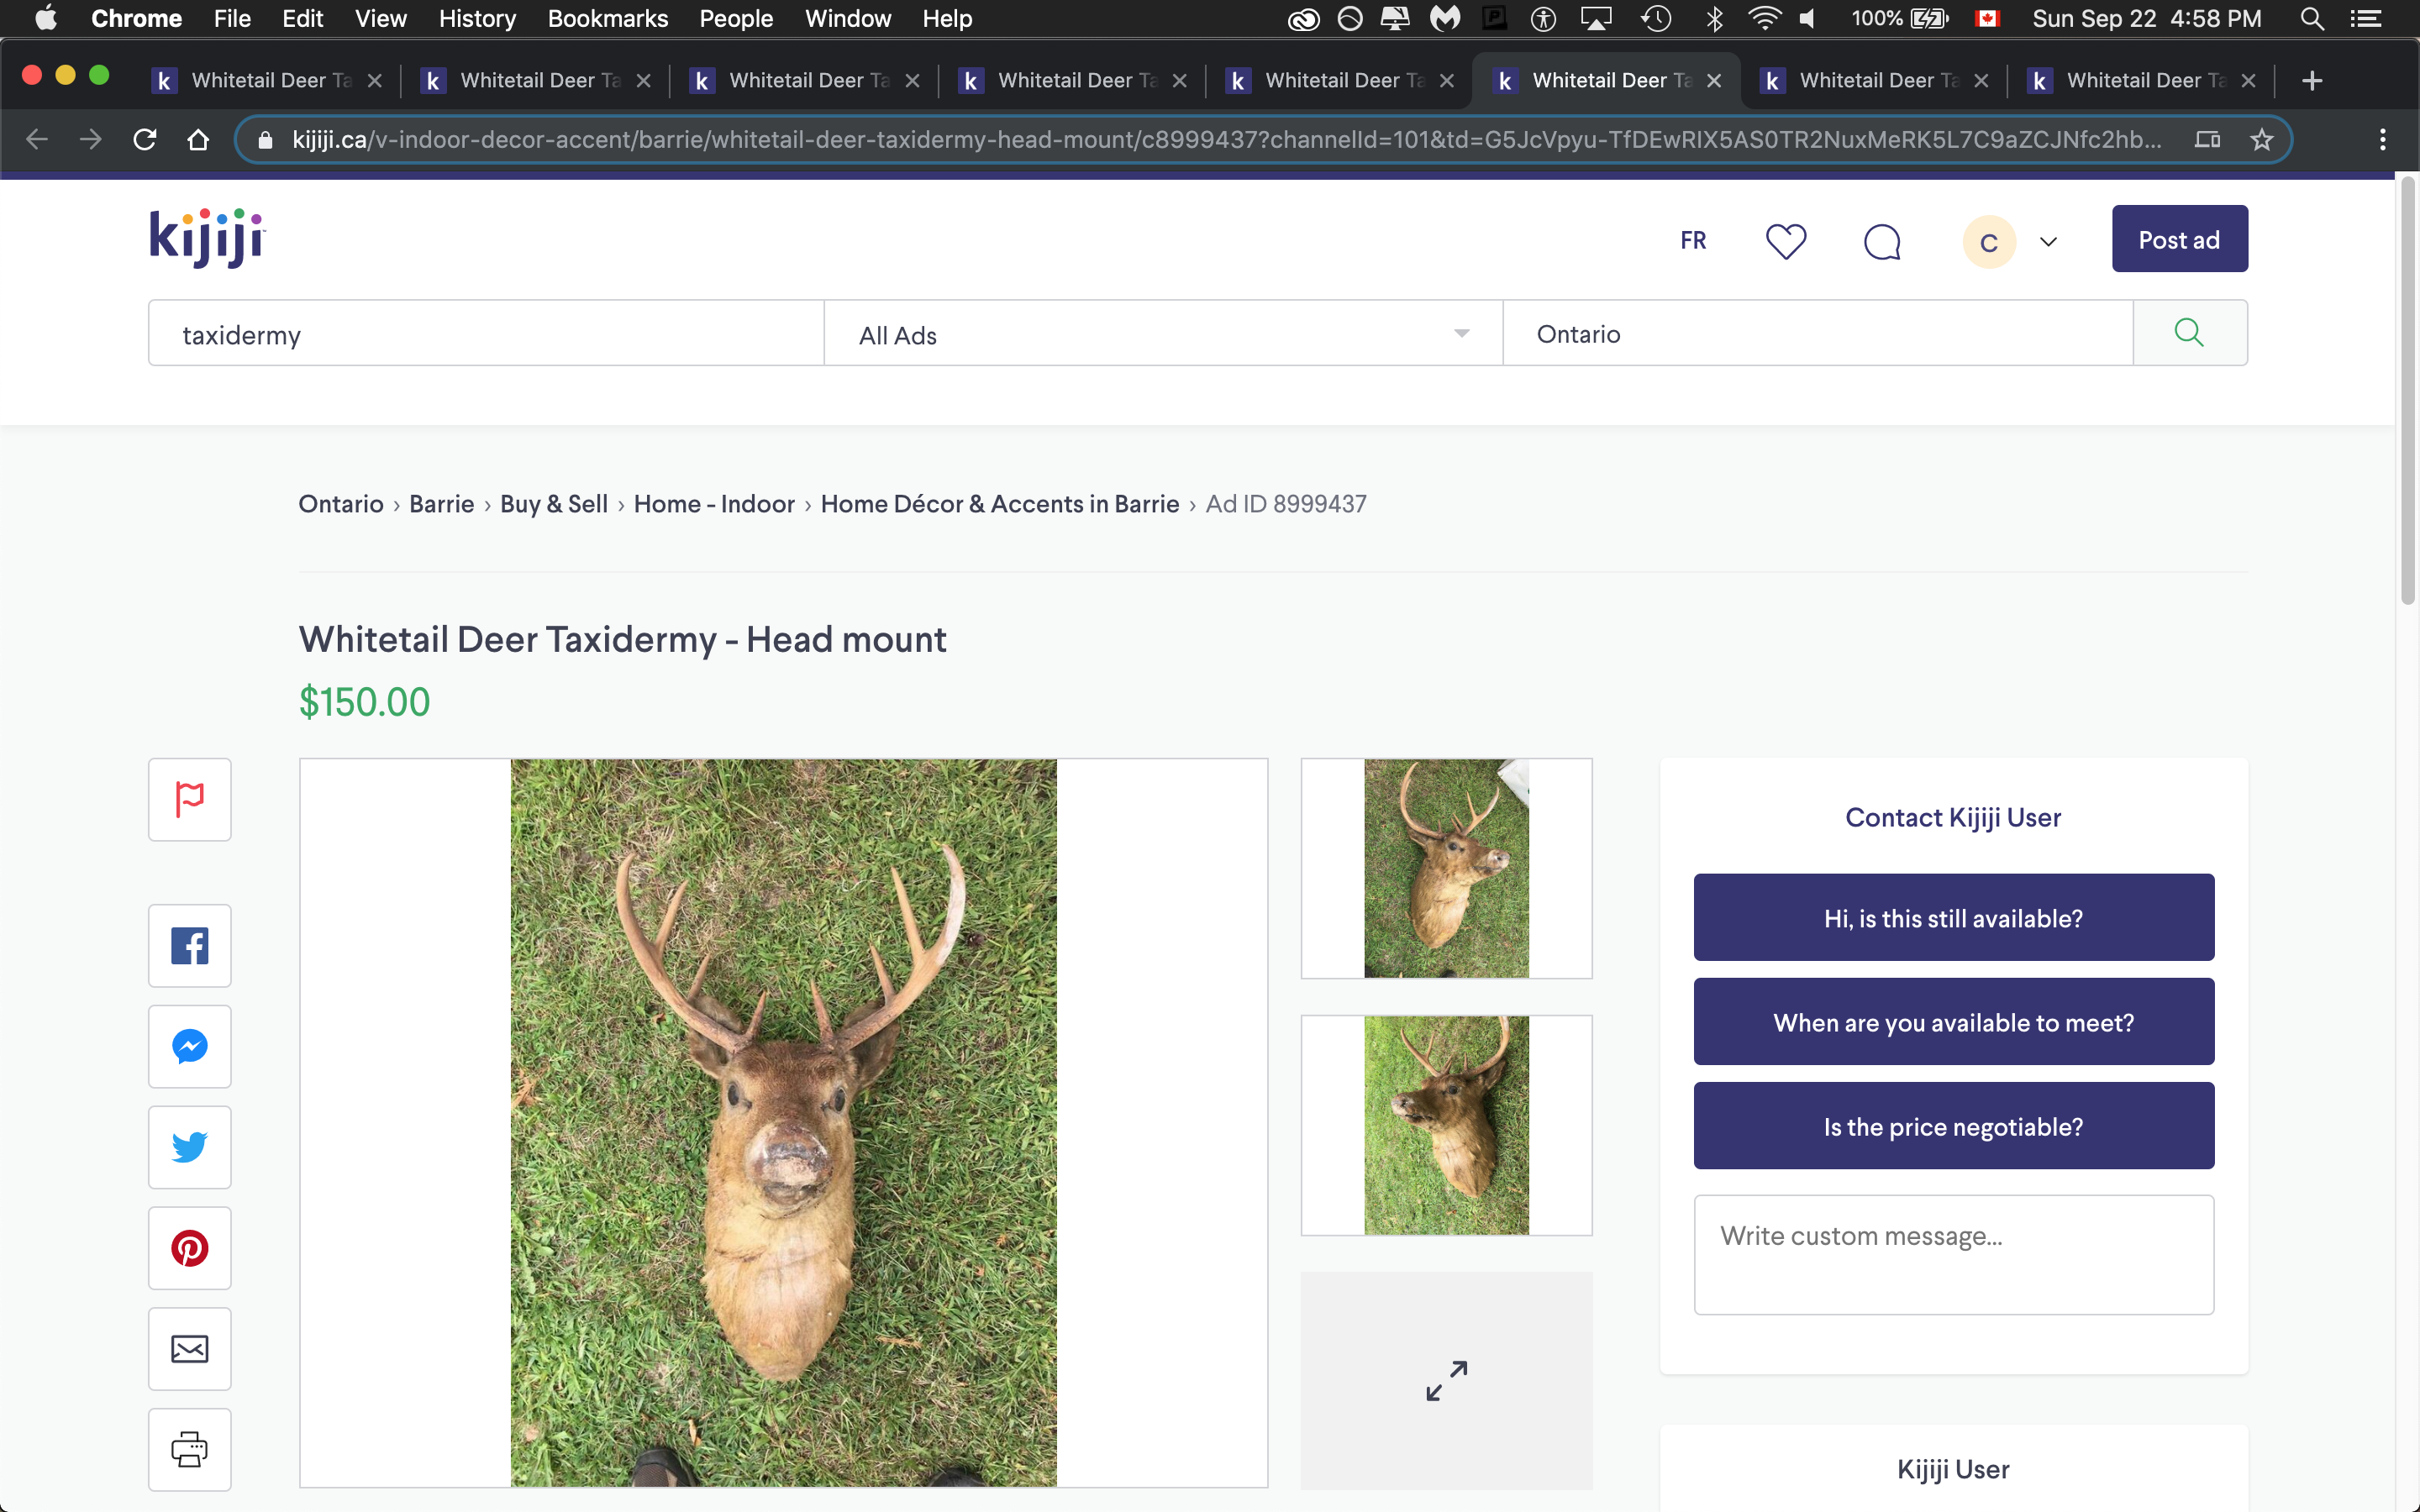 Chrome File Edit View History Bookmarks People Window Help 100% Sun Sep 22 4:58 PM
k Whitetail Deer Ta k Whitetail Deer Ta k Whitetail Deer Ta k Whitetail Deer Ta k Whitetail Deer Ta k Whitetail Deer Ta k Whitetail Deer Ta k Whitetail Deer Ta
kijiji.ca/v-indoor-decor-accent/barrie/whitetail-deer-taxidermy-head-mount/c8999437?channelId=101&td=G5JcVpyu-TfDEwRIX5AS0TR2NuxMeRK5L7C9aZCJNfc2hb...
kijiji FR C Post ad
taxidermy All Ads Ontario
Ontario › Barrie › Buy & Sell › Home - Indoor › Home Décor & Accents in Barrie › Ad ID 8999437
Whitetail Deer Taxidermy - Head mount
$150.00
Contact Kijiji User
Hi, is this still available?
When are you available to meet?
Is the price negotiable?
Write custom message...
Kijiji User